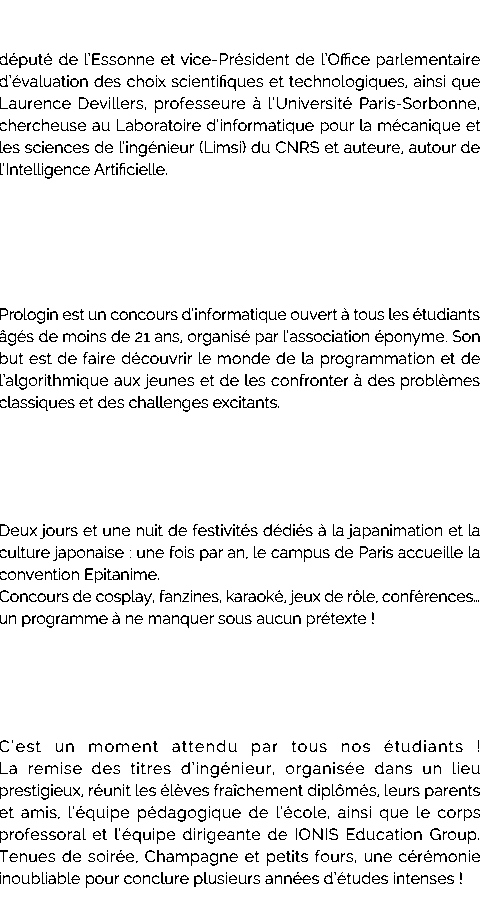 député de l'Essonne et vice-Président de l'Office parlementaire
d'évaluation des choix scientifiques et technologiques, ainsi que
Laurence Devillers, professeure à l'Université Paris-Sorbonne,
chercheuse au Laboratoire d'informatique pour la mécanique et
les sciences de l'ingénieur (Limsi) du CNRS et auteure, autour de
l'Intelligence Artificielle.
Prologin est un concours d'informatique ouvert à tous les étudiants
âgés de moins de 21 ans, organisé par l'association éponyme. Son
but est de faire découvrir le monde de la programmation et de
l'algorithmique aux jeunes et de les confronter à des problèmes
classiques et des challenges excitants.
Deux jours et une nuit de festivités dédiés à la japanimation et la
culture japonaise : une fois par an, le campus de Paris accueille la
convention Epitanime.
Concours de cosplay, fanzines, karaoké, jeux de rôle, conférences…
un programme à ne manquer sous aucun prétexte !
C'est un moment attendu par tous nos étudiants !
La remise des titres d'ingénieur, organisée dans un lieu
prestigieux, réunit les élèves fraîchement diplômés, leurs parents
et amis, l'équipe pédagogique de l'école, ainsi que le corps
professoral et l'équipe dirigeante de IONIS Education Group.
Tenues de soirée, Champagne et petits fours, une cérémonie
inoubliable pour conclure plusieurs années d'études intenses !